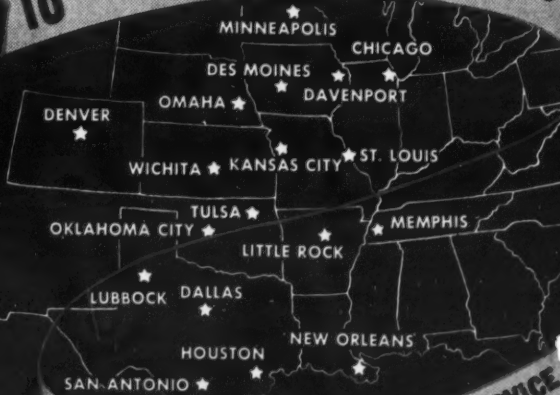 TO
MINNEAPOLIS
CHICAGO
DES MOINES
DAVENPORT
OMAHA
DENVER
KANSAS CITY
ST. LOUIS
WICHITA
TULSA
OKLAHOMA CITY
MEMPHIS
LITTLE ROCK
LUBBOCK
DALLAS
NEW ORLEANS
HOUSTON
SAN ANTONIO